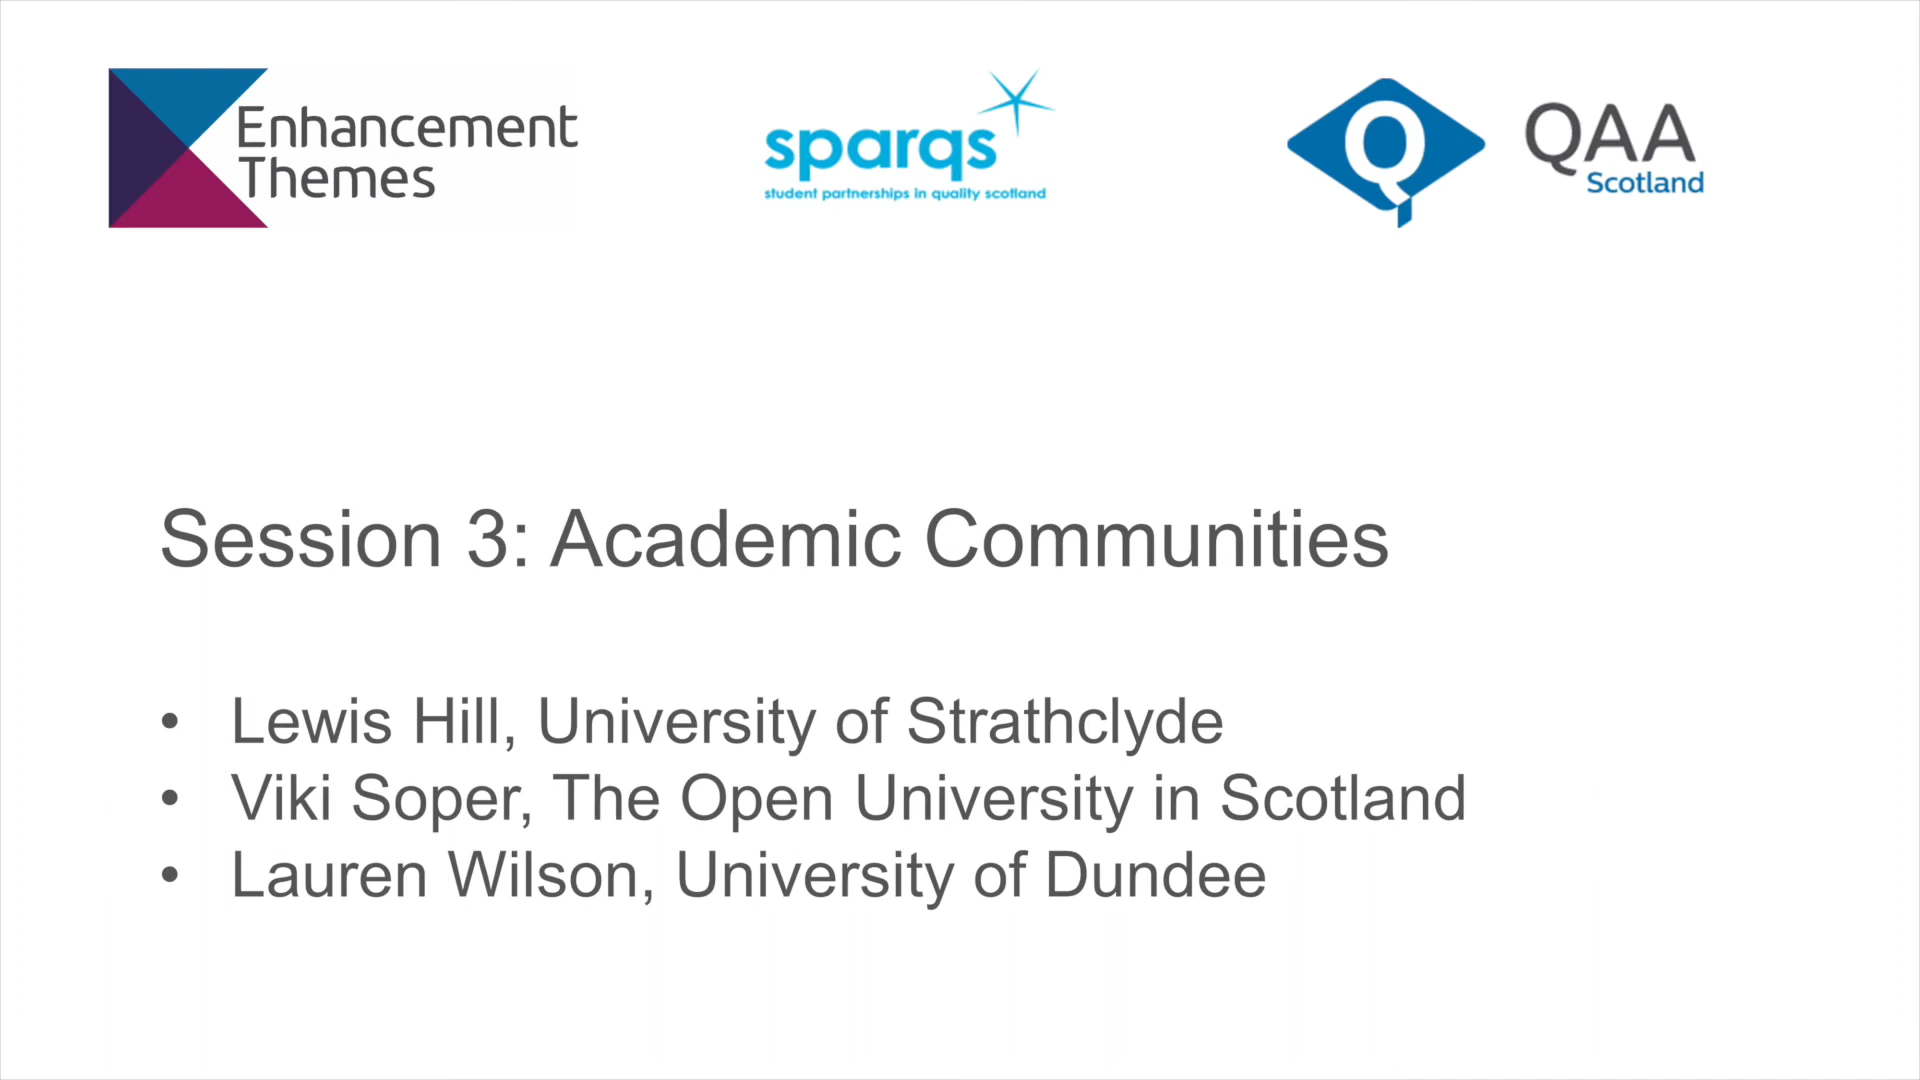 Enhancement
Themes
sparqs
student partnerships in quality scotland
Q
QAA
Scotland
Session 3: Academic Communities
• Lewis Hill, University of Strathclyde
• Viki Soper, The Open University in Scotland
• Lauren Wilson, University of Dundee